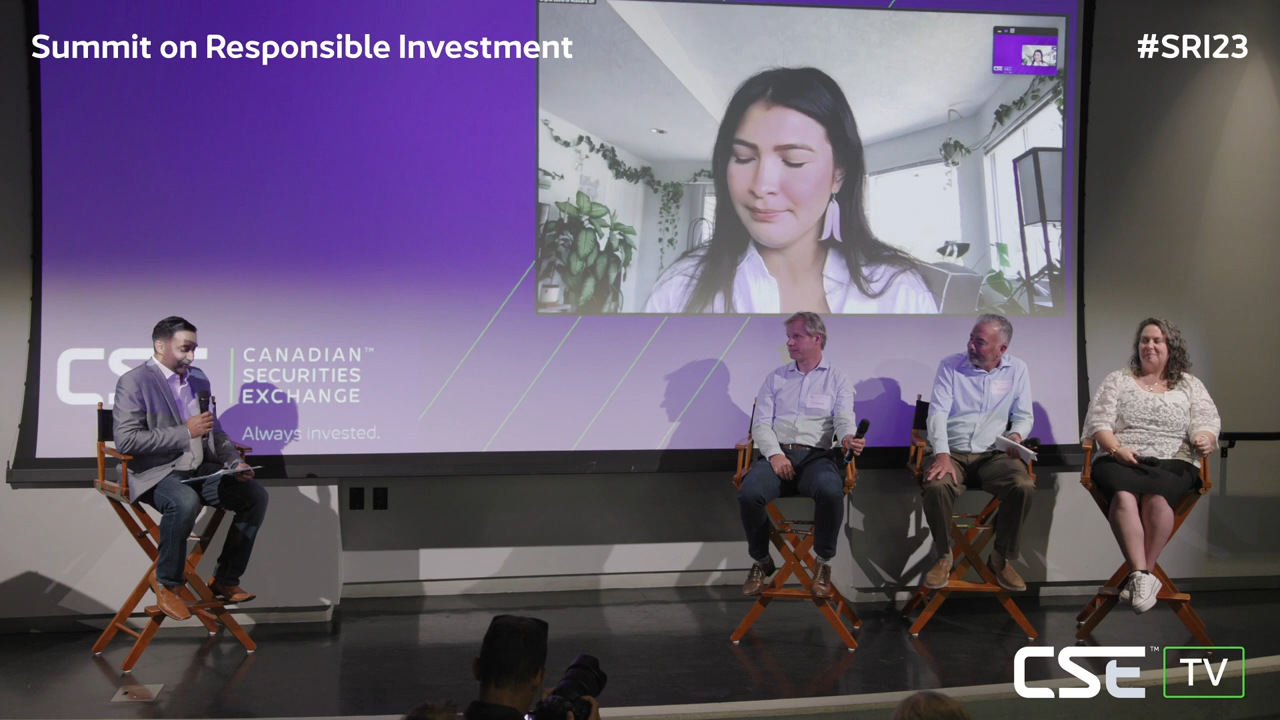 Summit on Responsible Investment
#SRI23
CSE
CANADIAN™
SECURITIES
EXCHANGE
Always invested.
CSE™ TV